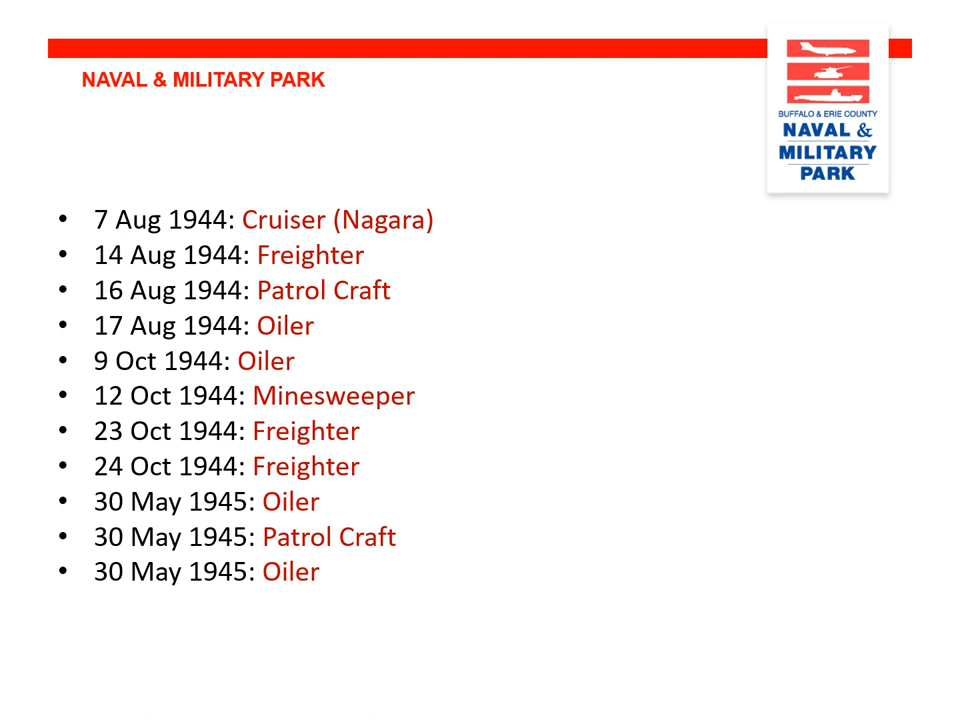 NAVAL & MILITARY PARK
BUFFALO & ERIE COUNTY
NAVAL &
MILITARY
PARK
• 7 Aug 1944: Cruiser (Nagara)
• 14 Aug 1944: Freighter
• 16 Aug 1944: Patrol Craft
• 17 Aug 1944: Oiler
• 9 Oct 1944: Oiler
• 12 Oct 1944: Minesweeper
• 23 Oct 1944: Freighter
• 24 Oct 1944: Freighter
• 30 May 1945: Oiler
• 30 May 1945: Patrol Craft
• 30 May 1945: Oiler